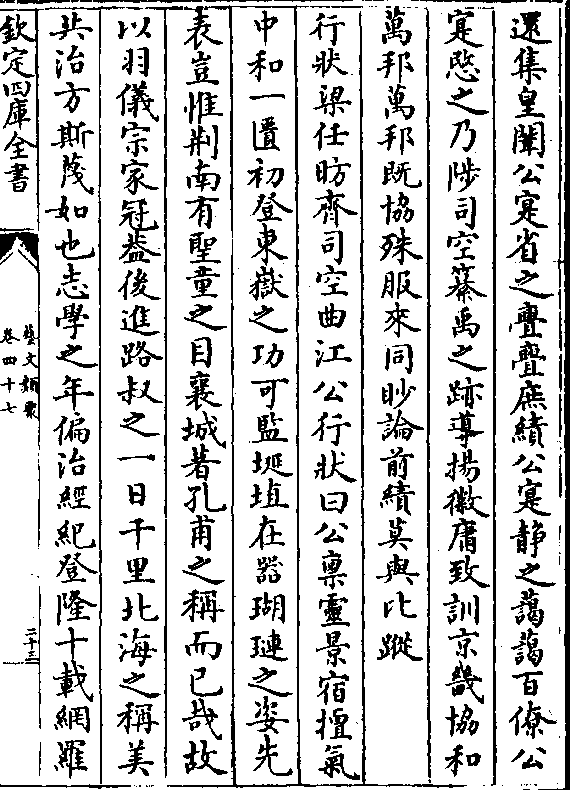 還集皇闈公寔省之亹亹庶績公寔静之藹藹百僚公
寔愍之乃陟司空纂禹之跡導揚徽庸致訓京畿協和
萬邦萬邦既協殊服來同眇論前績莫與比蹤
行狀梁任昉齊司空曲江公行狀曰公禀靈景宿擅氣
中和一匱初登東嶽之功可監埏埴在器瑚璉之姿先
表豈惟荆南有聖童之目襄城著孔甫之稱而已哉故
以羽儀宗家冠葢後進路叔之一日千里北海之稱美
共治方斯蔑如也志學之年偏治經紀登隆十載網羅
欽定四庫全書
藝文類聚
卷四十七
三十三